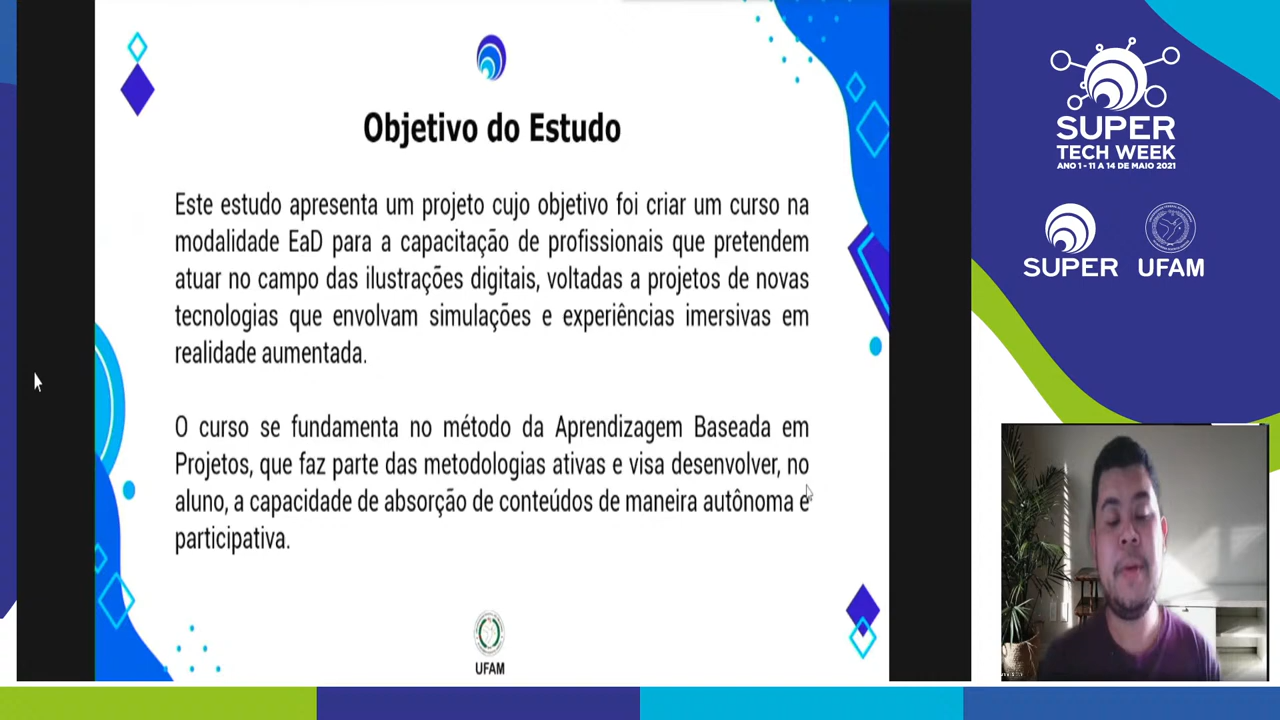 Objetivo do Estudo
Este estudo apresenta um projeto cujo objetivo foi criar um curso na
modalidade EaD para a capacitação de profissionais que pretendem
atuar no campo das ilustrações digitais, voltadas a projetos de novas
tecnologias que envolvam simulações e experiências imersivas em
realidade aumentada.
O curso se fundamenta no método da Aprendizagem Baseada em
Projetos, que faz parte das metodologias ativas e visa desenvolver, no
aluno, a capacidade de absorção de conteúdos de maneira autônoma e
participativa.
UFAM
SUPER
TECH WEEK
ANO 1 - 11 A 14 DE MAIO 2021
SUPER
UFAM